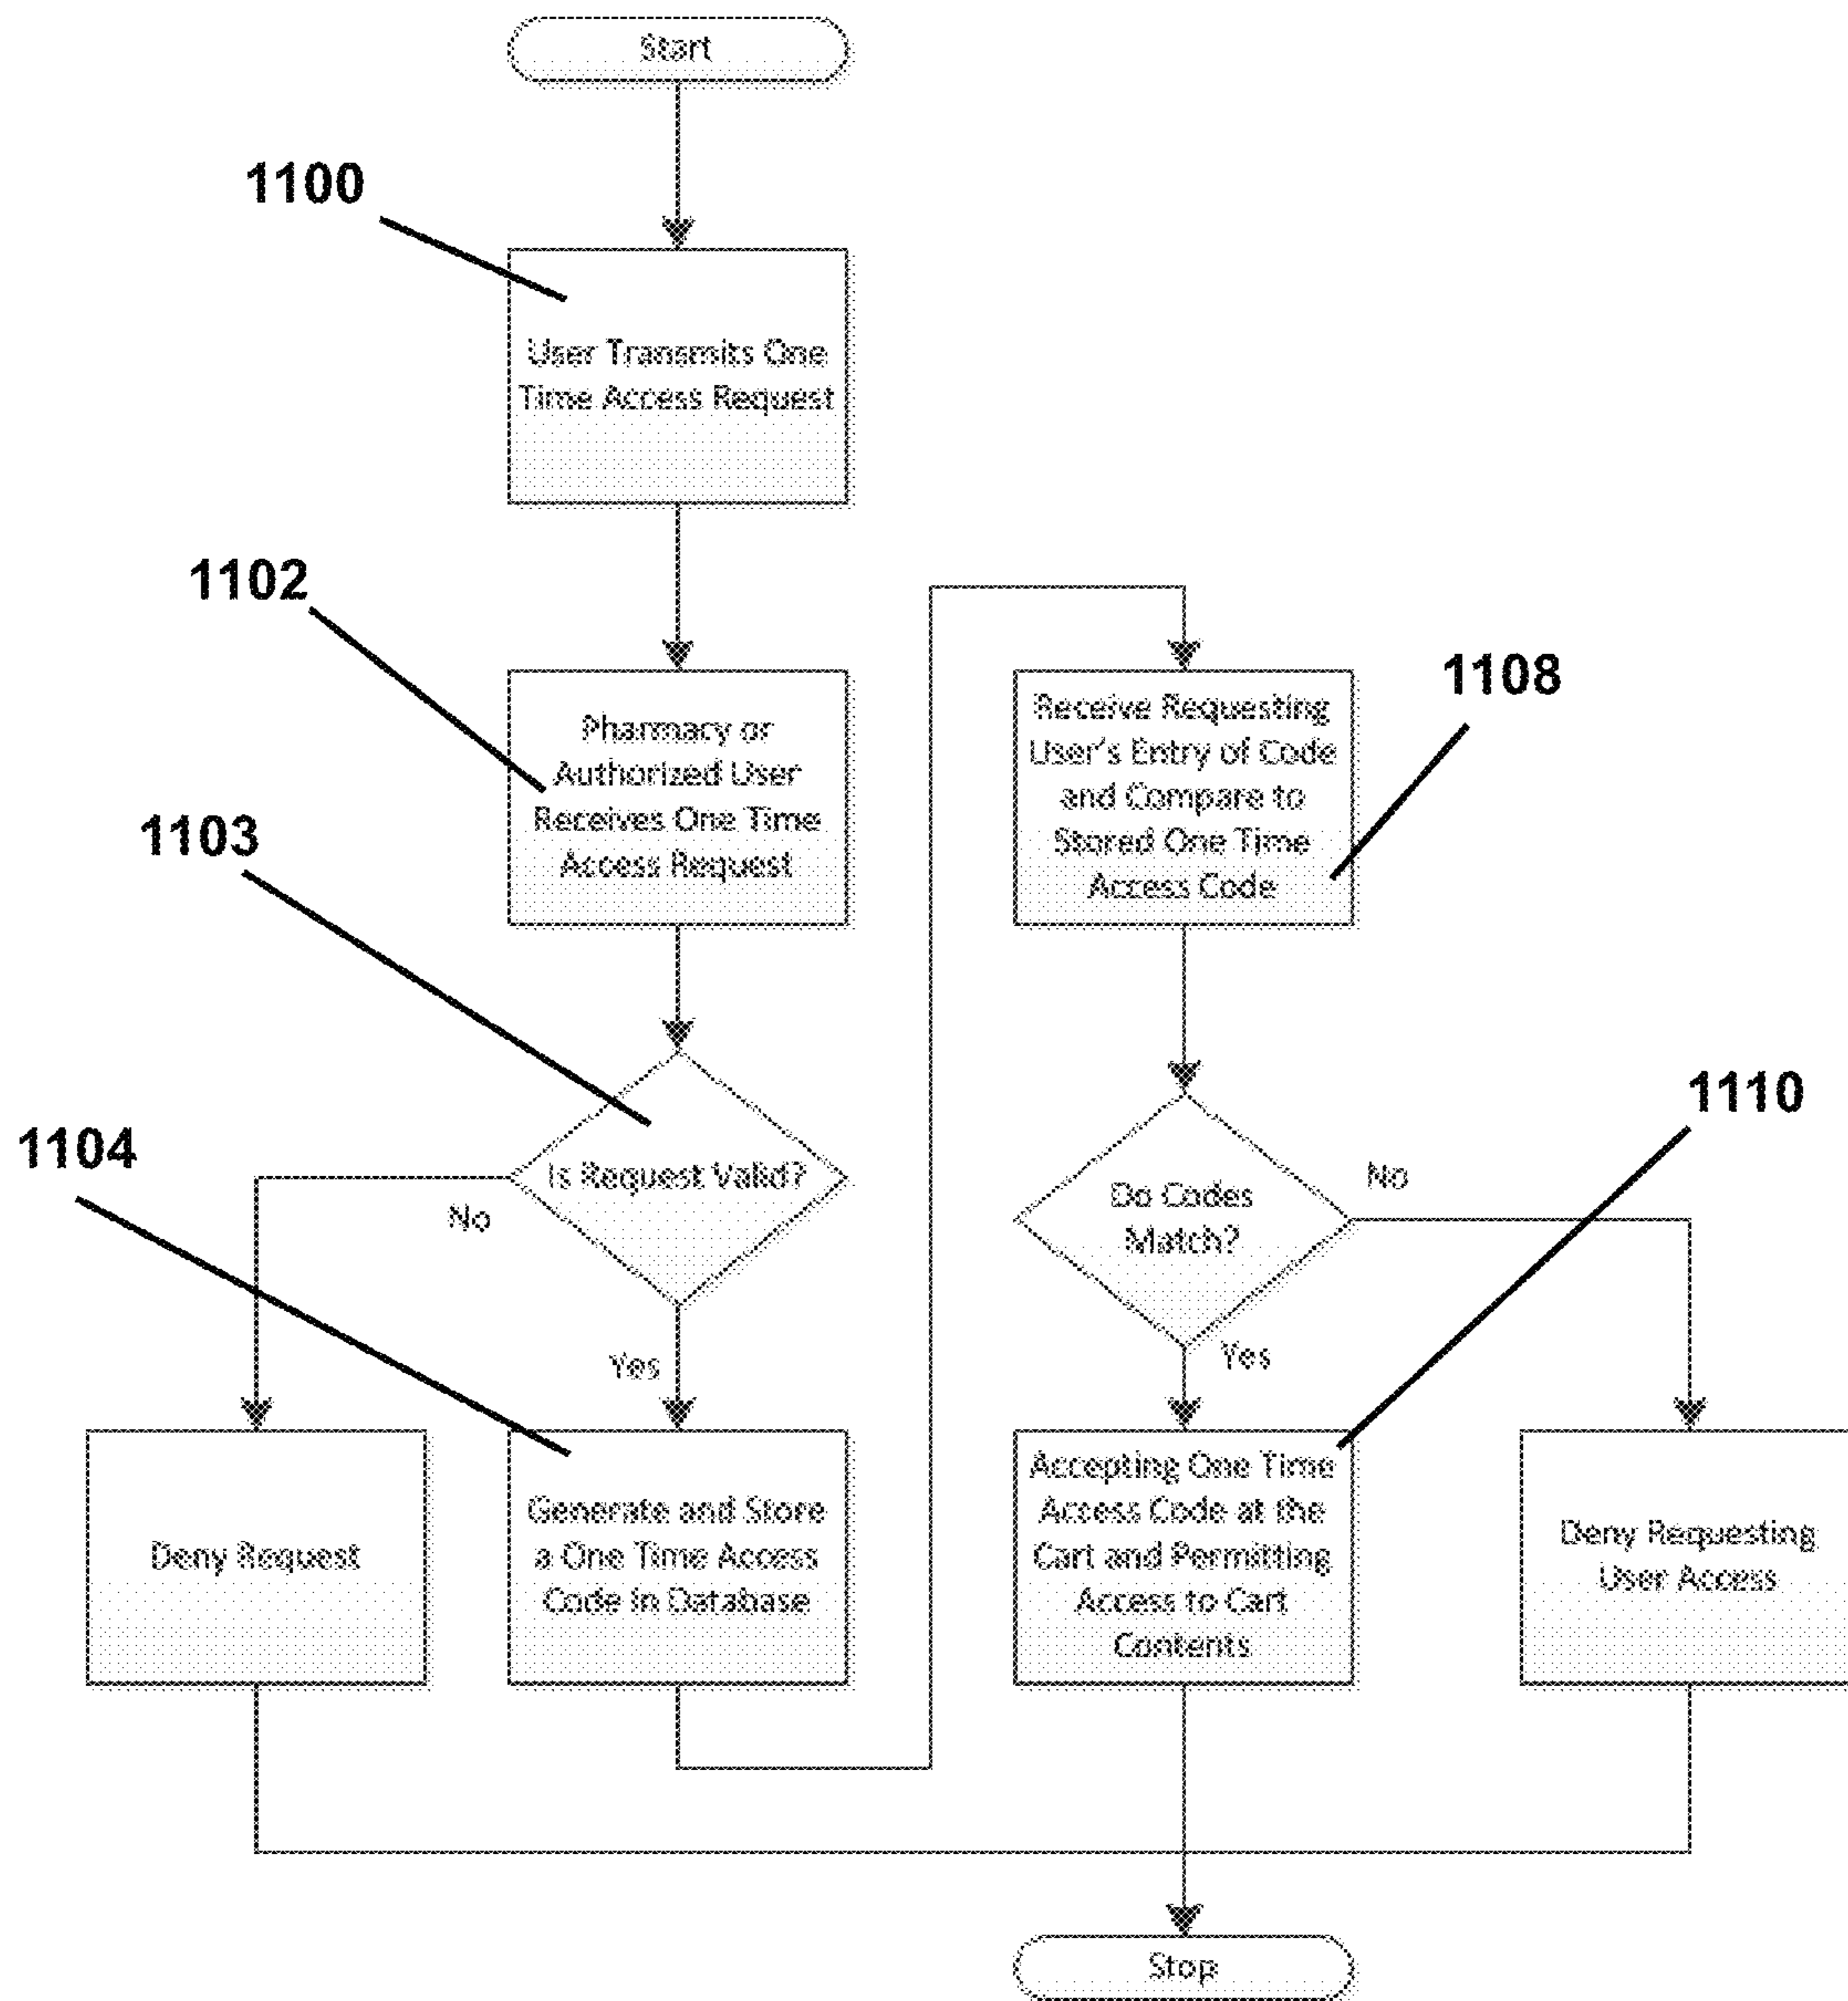 Start
1100
User Transmits One
Time Access Request
1102
Pharmacy or
Authorized User
Receives One Time
Access Request
1103
Is Request Valid?
No
Yes
1104
Deny Request
Generate and Store
a One Time Access
Code in Database
1108
Receive Requesting
User's Entry of Code
and Compare to
Stored One Time
Access Code
Do Codes
Match?
No
Yes
1110
Accepting One Time
Access Code at the
Cart and Permitting
Access to Cart
Contents
Deny Requesting
User Access
Stop